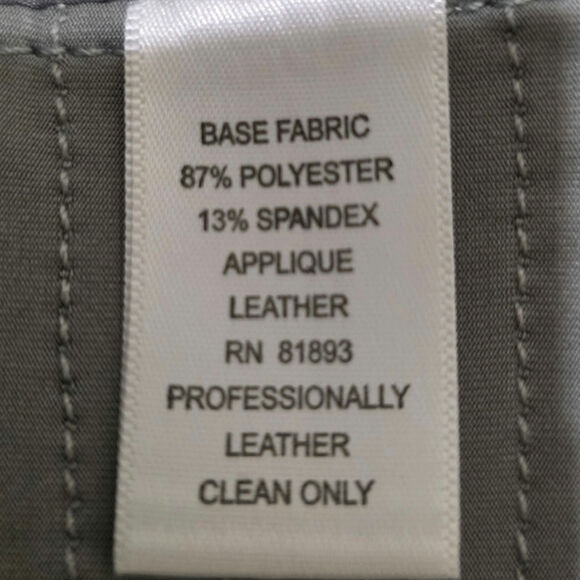 BASE FABRIC
87% POLYESTER
13% SPANDEX
APPLIQUE
LEATHER
RN 81893
PROFESSIONALLY
LEATHER
CLEAN ONLY